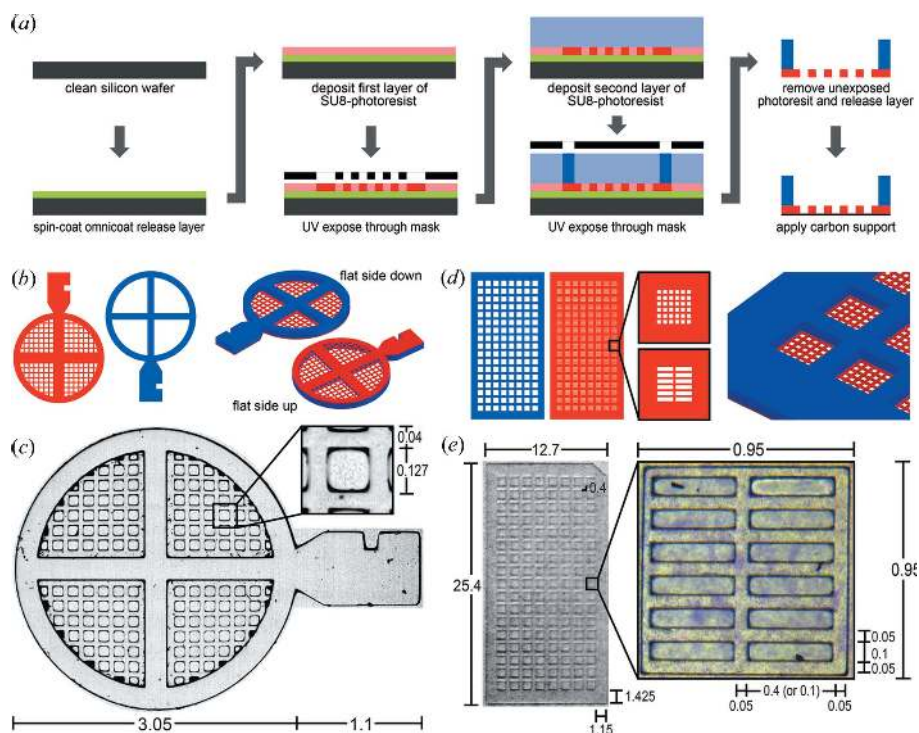 (a)
clean silicon wafer
spin-coat omnicoat release layer
deposit first layer of
SU8-photoresist
UV expose through mask
deposit second layer of
SU8-photoresist
UV expose through mask
remove unexposed
photoresit and release layer
apply carbon support
(b)
flat side down
flat side up
(c)
0.04
0.127
3.05
1.1
(d)
(e)
12.7
0.4
25.4
1.425
1.15
0.95
0.95
0.05
0.1
0.05
0.4 (or 0.1)
0.05
0.05